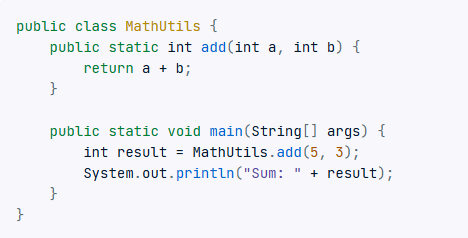 public class MathUtils {
    public static int add(int a, int b) {
        return a + b;
    }

    public static void main(String[] args) {
        int result = MathUtils.add(5, 3);
        System.out.println("Sum: " + result);
    }
}